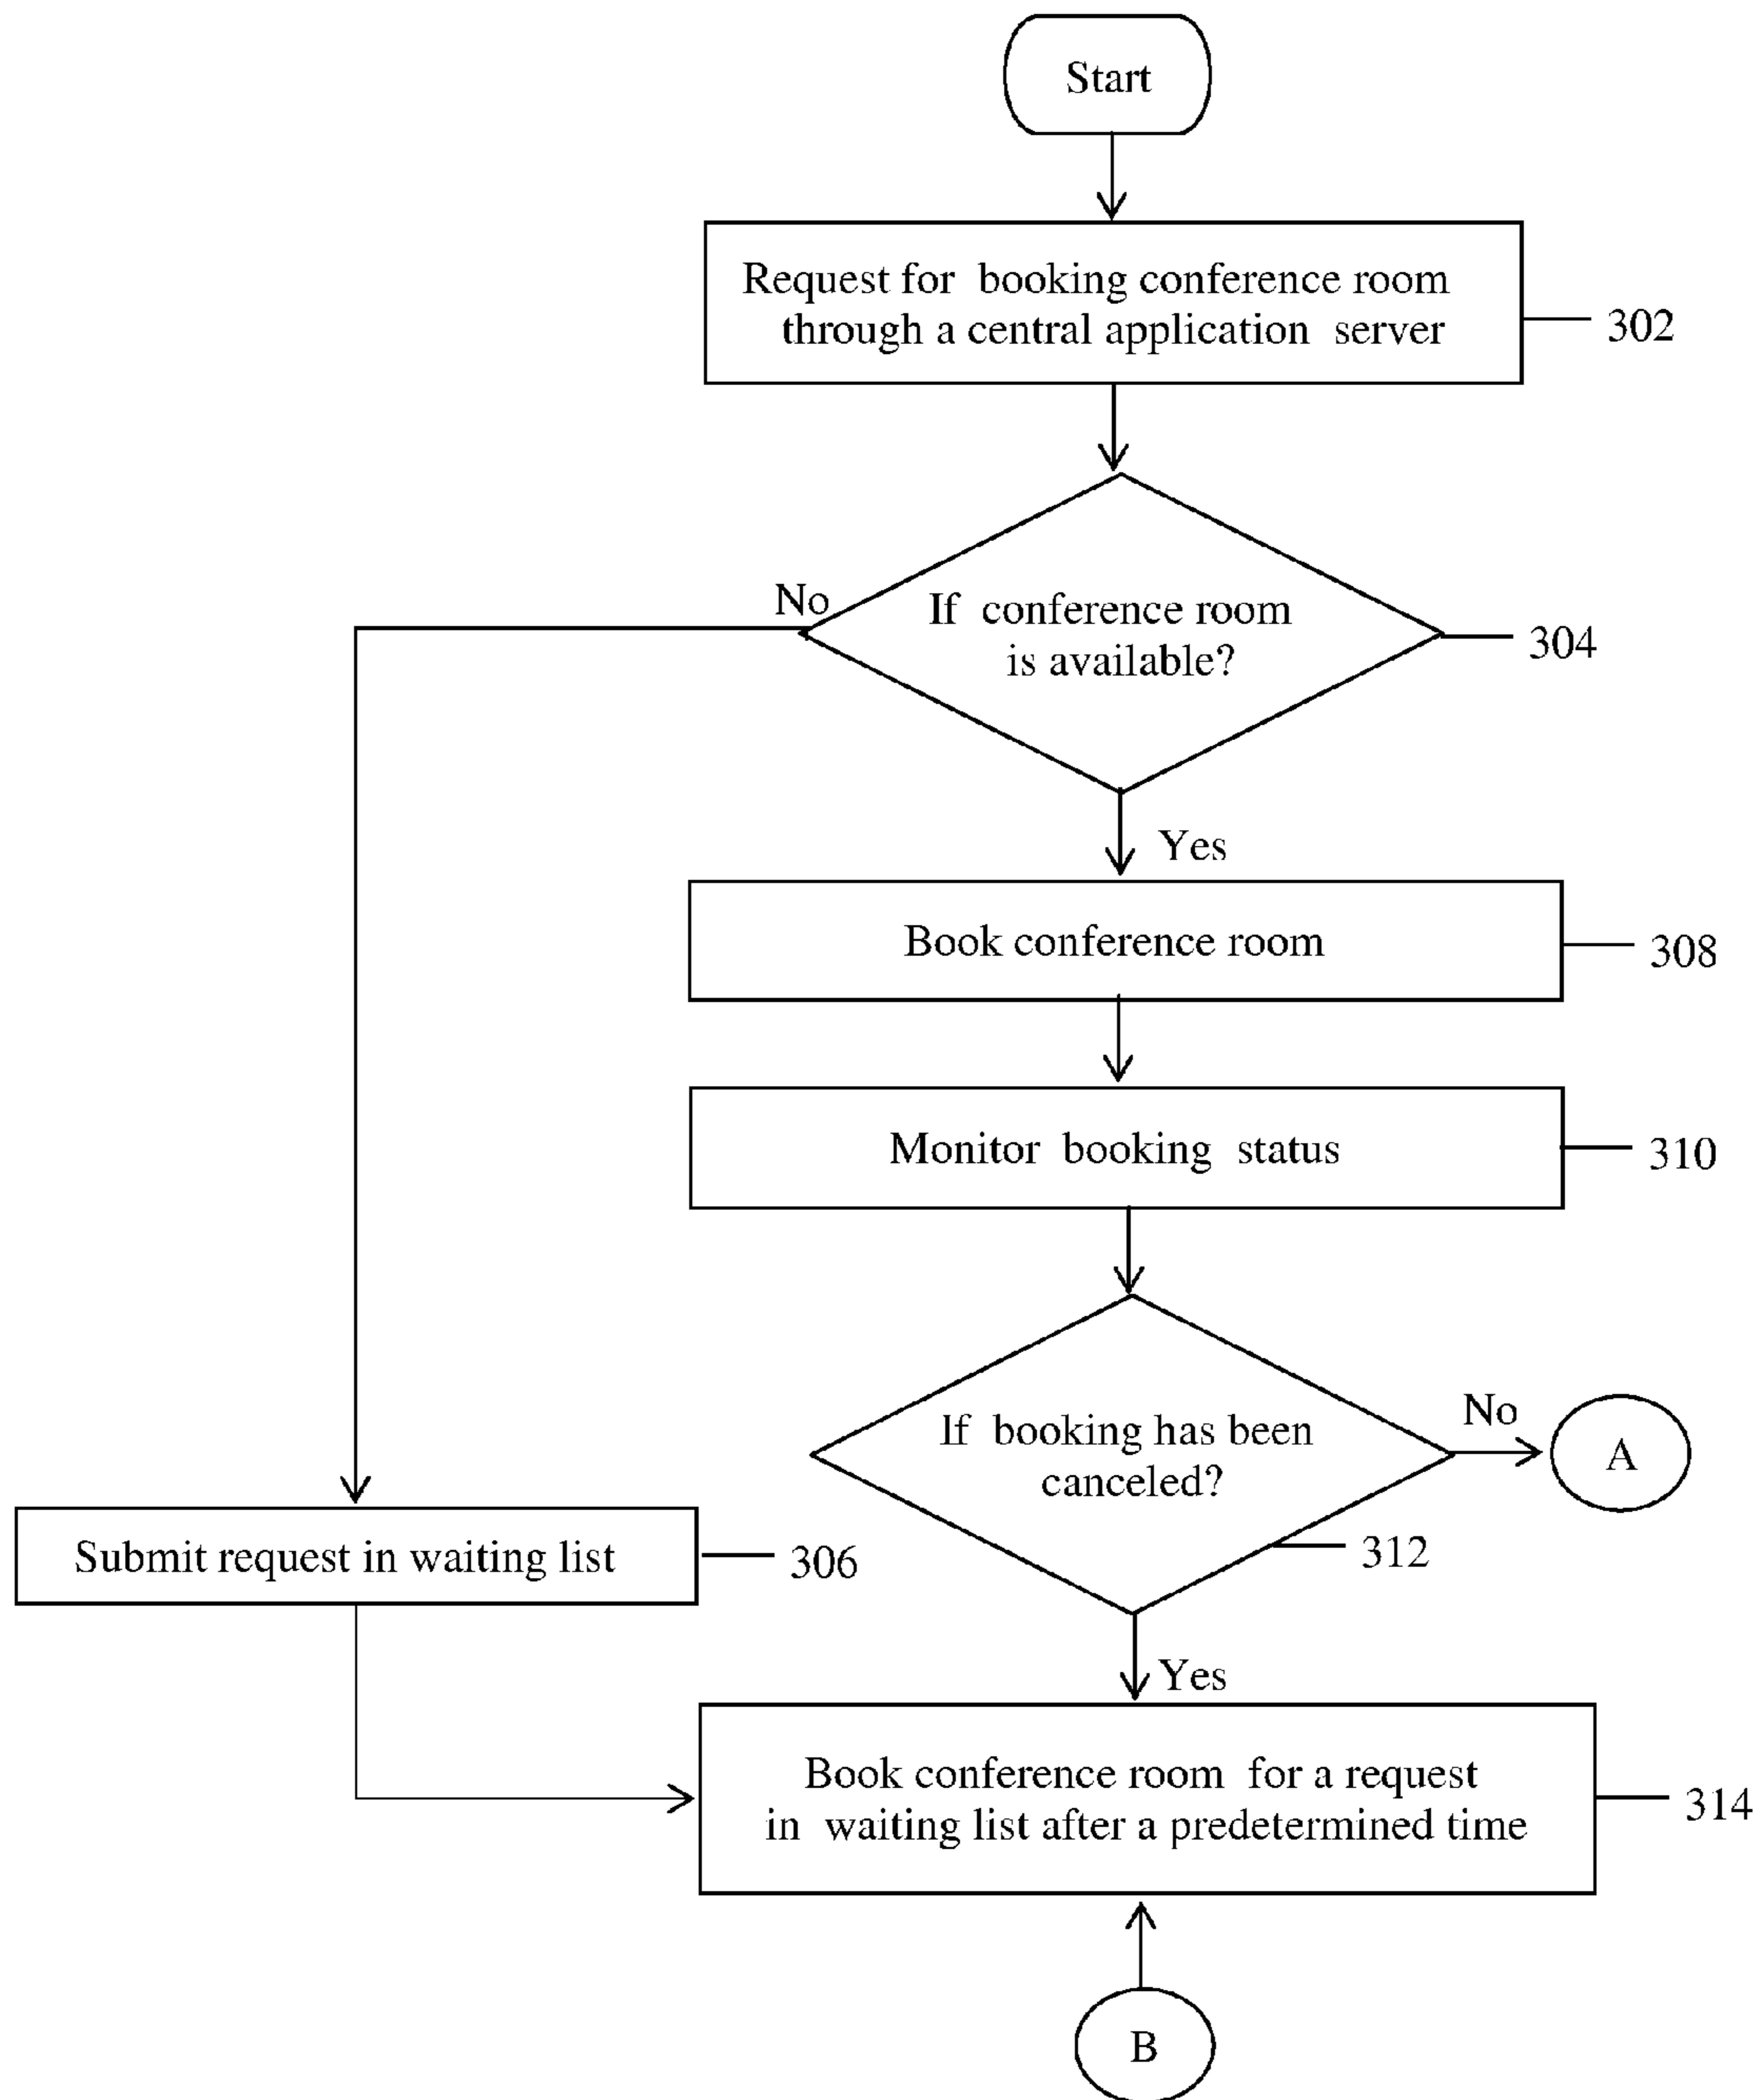 Start
Request for booking conference room
through a central application server
302
No
If conference room
is available?
304
Yes
Book conference room
308
Monitor booking status
310
If booking has been
canceled?
No
A
312
Submit request in waiting list
306
Yes
Book conference room for a request
in waiting list after a predetermined time
314
B